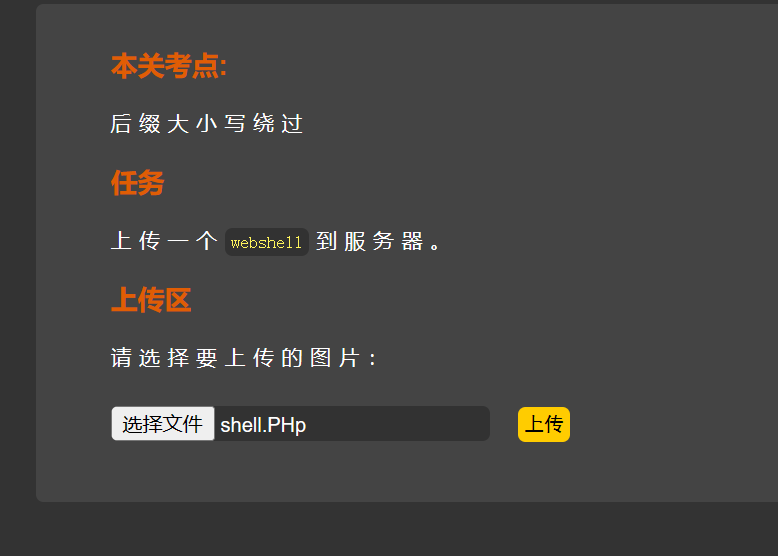 本关考点:
后缀大小写绕过
任务
上传一个 webshell 到服务器。
上传区
请选择要上传的图片：
选择文件 shell.PHp 上传